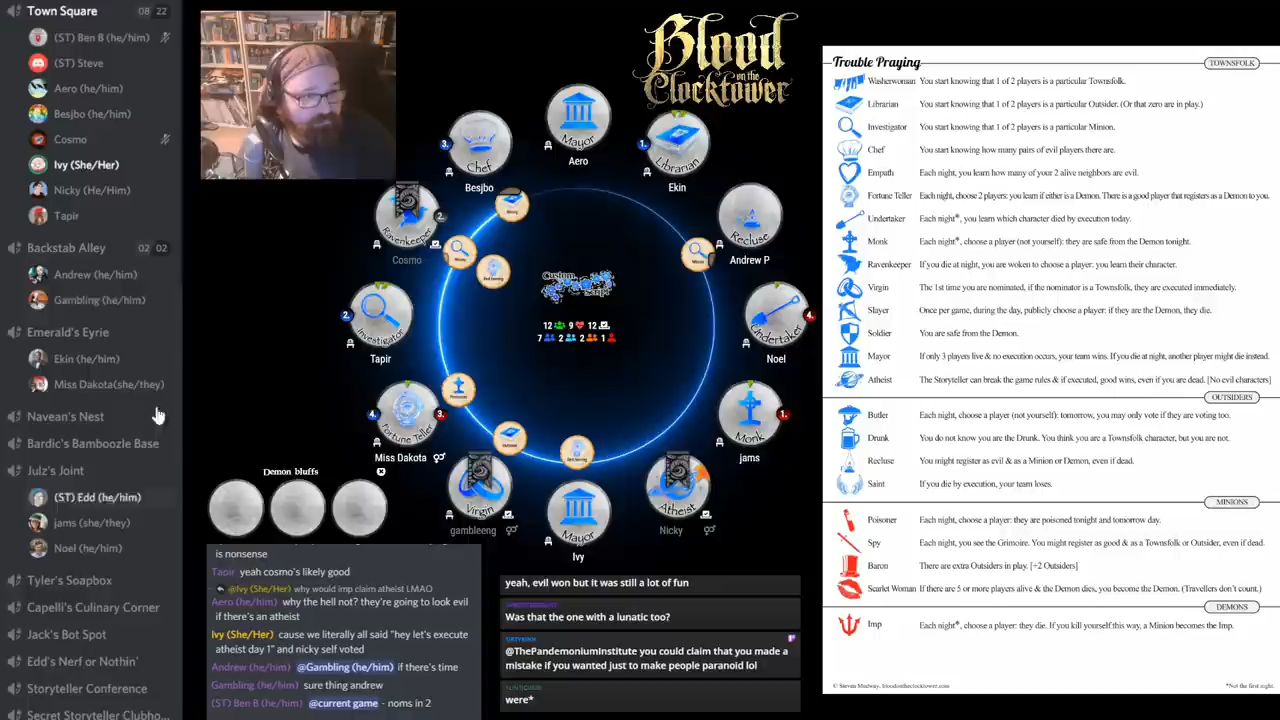 Town Square
08 22
(ST) Ben B (he/him)
(ST) Steve
Aero (he/him)
Besjbo (he/him)
Cosmo
Ivy (She/Her)
Nicky (He/Him)
Tapir
Backstab Alley
02 02
Andrew (he/him)
Gambling (he/him)
Emerald's Eyrie
Ekin (he/him)
Miss Dakota(she/they)
Navean's Nest
Bardic's Bamboozle Base
Julz's Joint
(ST) Edd (he/him)
jams (she/they)
Noel (he/him)
Tyler's Soapbox
Capelli's Culinary Corner
Jack's Bot Spot
Edd's Nerf or Nothin'
Storyteller Conference
Secret Storyteller Clubho...
Blood
on the
Clocktower
Mayor
Aero
Chef
3.
Besjbo
1.
Librarian
Ekin
Ravenkeeper
2.
Cosmo
Recluse
Andrew P
2.
Investigator
Tapir
Undertaker
4.
Noel
4.
Fortune Teller
3.
Miss Dakota
Monk
1.
jams
Virgin
gambleeng
Mayor
Ivy
Atheist
Nicky
Custom
Script
12 9 12
7 2 2 1
Demon bluffs
is nonsense
Tapir yeah cosmo's likely good
@Ivy (She/Her) why would imp claim atheist LMAO
Aero (he/him) why the hell not? they're going to look evil
if there's an atheist
Ivy (She/Her) cause we literally all said "hey let's execute
atheist day 1" and nicky self voted
Andrew (he/him) @Gambling (he/him) if there's time
Gambling (he/him) sure thing andrew
(ST) Ben B (he/him) @current game - noms in 2
yeah, evil won but it was still a lot of fun
Was that the one with a lunatic too?
@ThePandemoniumInstitute you could claim that you made a
mistake if you wanted just to make people paranoid lol
were*
Trouble Praying
TOWNSFOLK
Washerwoman You start knowing that 1 of 2 players is a particular Townsfolk.
Librarian You start knowing that 1 of 2 players is a particular Outsider. (Or that zero are in play.)
Investigator You start knowing that 1 of 2 players is a particular Minion.
Chef You start knowing how many pairs of evil players there are.
Empath Each night, you learn how many of your 2 alive neighbors are evil.
Fortune Teller Each night, choose 2 players: you learn if either is a Demon. There is a good player that registers as a Demon to you.
Undertaker Each night*, you learn which character died by execution today.
Monk Each night*, choose a player (not yourself): they are safe from the Demon tonight.
Ravenkeeper If you die at night, you are woken to choose a player: you learn their character.
Virgin The 1st time you are nominated, if the nominator is a Townsfolk, they are executed immediately.
Slayer Once per game, during the day, publicly choose a player: if they are the Demon, they die.
Soldier You are safe from the Demon.
Mayor If only 3 players live & no execution occurs, your team wins. If you die at night, another player might die instead.
Atheist The Storyteller can break the game rules & if executed, good wins, even if you are dead. [No evil characters]
OUTSIDERS
Butler Each night, choose a player (not yourself): tomorrow, you may only vote if they are voting too.
Drunk You do not know you are the Drunk. You think you are a Townsfolk character, but you are not.
Recluse You might register as evil & as a Minion or Demon, even if dead.
Saint If you die by execution, your team loses.
MINIONS
Poisoner Each night, choose a player: they are poisoned tonight and tomorrow day.
Spy Each night, you see the Grimoire. You might register as good & as a Townsfolk or Outsider, even if dead.
Baron There are extra Outsiders in play. [+2 Outsiders]
Scarlet Woman If there are 5 or more players alive & the Demon dies, you become the Demon. (Travellers don't count.)
DEMONS
Imp Each night*, choose a player: they die. If you kill yourself this way, a Minion becomes the Imp.
© Steven Medway, bloodontheclocktower.com
*Not the first night.